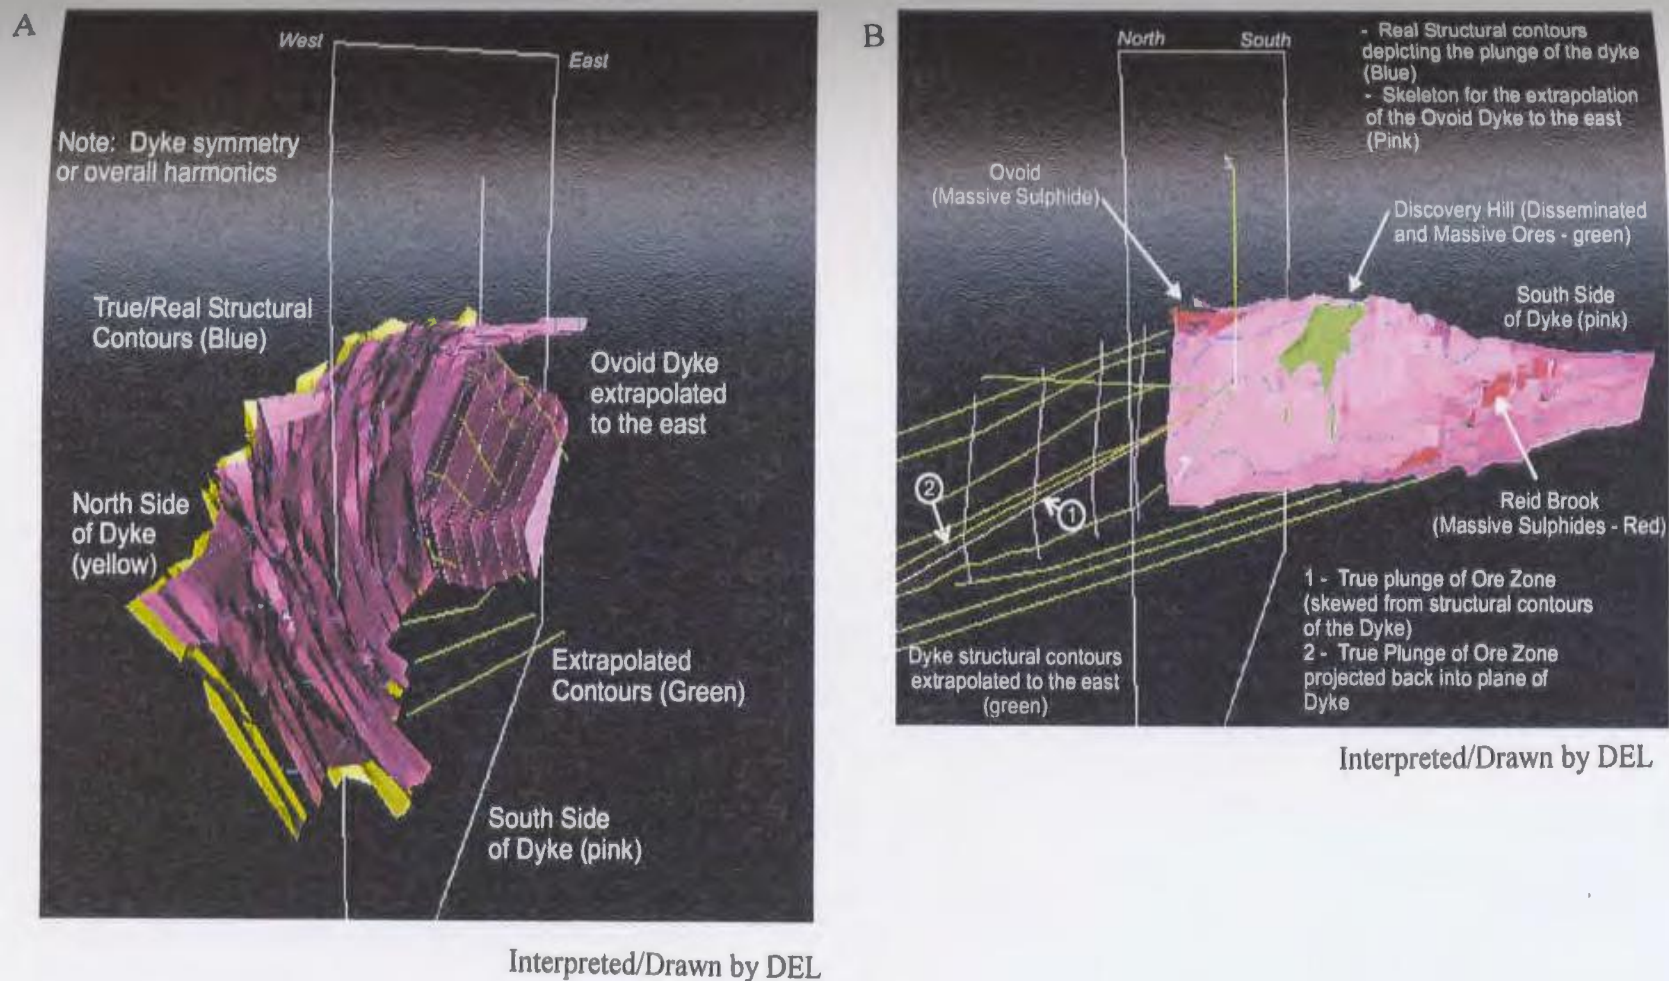 A
West
East
Note: Dyke symmetry
or overall harmonics
True/Real Structural
Contours (Blue)
Ovoid Dyke
extrapolated
to the east
North Side
of Dyke
(yellow)
Extrapolated
Contours (Green)
South Side
of Dyke (pink)
Interpreted/Drawn by DEL
B
North
South
- Real Structural contours
depicting the plunge of the dyke
(Blue)
- Skeleton for the extrapolation
of the Ovoid Dyke to the east
(Pink)
Ovoid
(Massive Sulphide)
Discovery Hill (Disseminated
and Massive Ores - green)
South Side
of Dyke (pink)
2
1
Reid Brook
(Massive Sulphides - Red)
Dyke structural contours
extrapolated to the east
(green)
1 - True plunge of Ore Zone
(skewed from structural contours
of the Dyke)
2 - True Plunge of Ore Zone
projected back into plane of
Dyke
Interpreted/Drawn by DEL